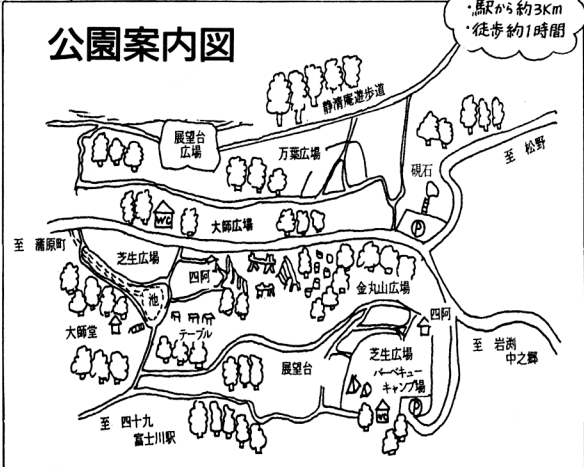 ・駅から約3Km
・徒歩約1時間
公園案内図
静清庵遊歩道
展望台
広場
万葉広場
硯石
至 松野
WC
大師広場
P
至 蒲原町
芝生広場
四阿
金丸山広場
池
大師堂
テーブル
四阿
至 岩渕
中之郷
展望台
芝生広場
バーベキュー
キャンプ場
WC
P
至 四十九
富士川駅